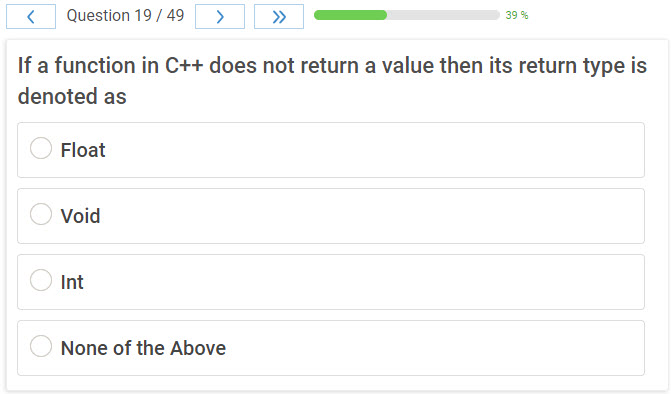 Question 19 / 49
39 %
If a function in C++ does not return a value then its return type is
denoted as
Float
Void
Int
None of the Above